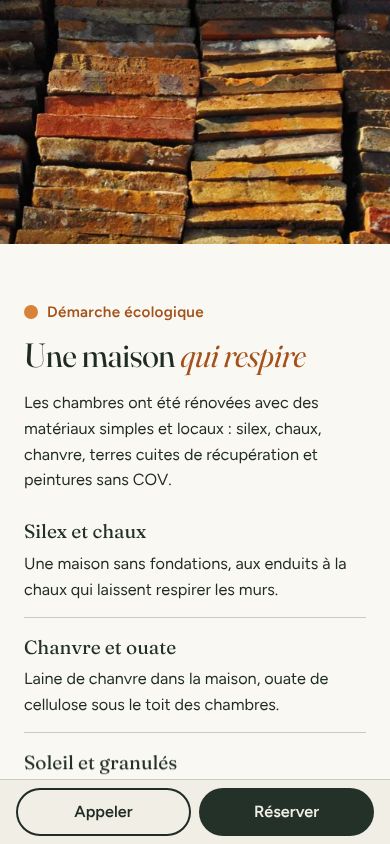 Démarche écologique
Une maison qui respire
Les chambres ont été rénovées avec des
matériaux simples et locaux : silex, chaux,
chanvre, terres cuites de récupération et
peintures sans COV.
Silex et chaux
Une maison sans fondations, aux enduits à la
chaux qui laissent respirer les murs.
Chanvre et ouate
Laine de chanvre dans la maison, ouate de
cellulose sous le toit des chambres.
Soleil et granulés
Appeler
Réserver